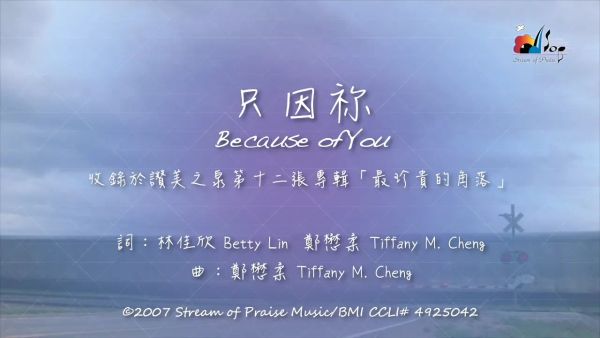 Stream of Praise
只因祢
Because of You
收錄於讚美之泉第十二張專輯「最珍貴的角落」
詞：林佳欣 Betty Lin 鄭懋柔 Tiffany M. Cheng
曲：鄭懋柔 Tiffany M. Cheng
©2007 Stream of Praise Music/BMI CCLI# 4925042